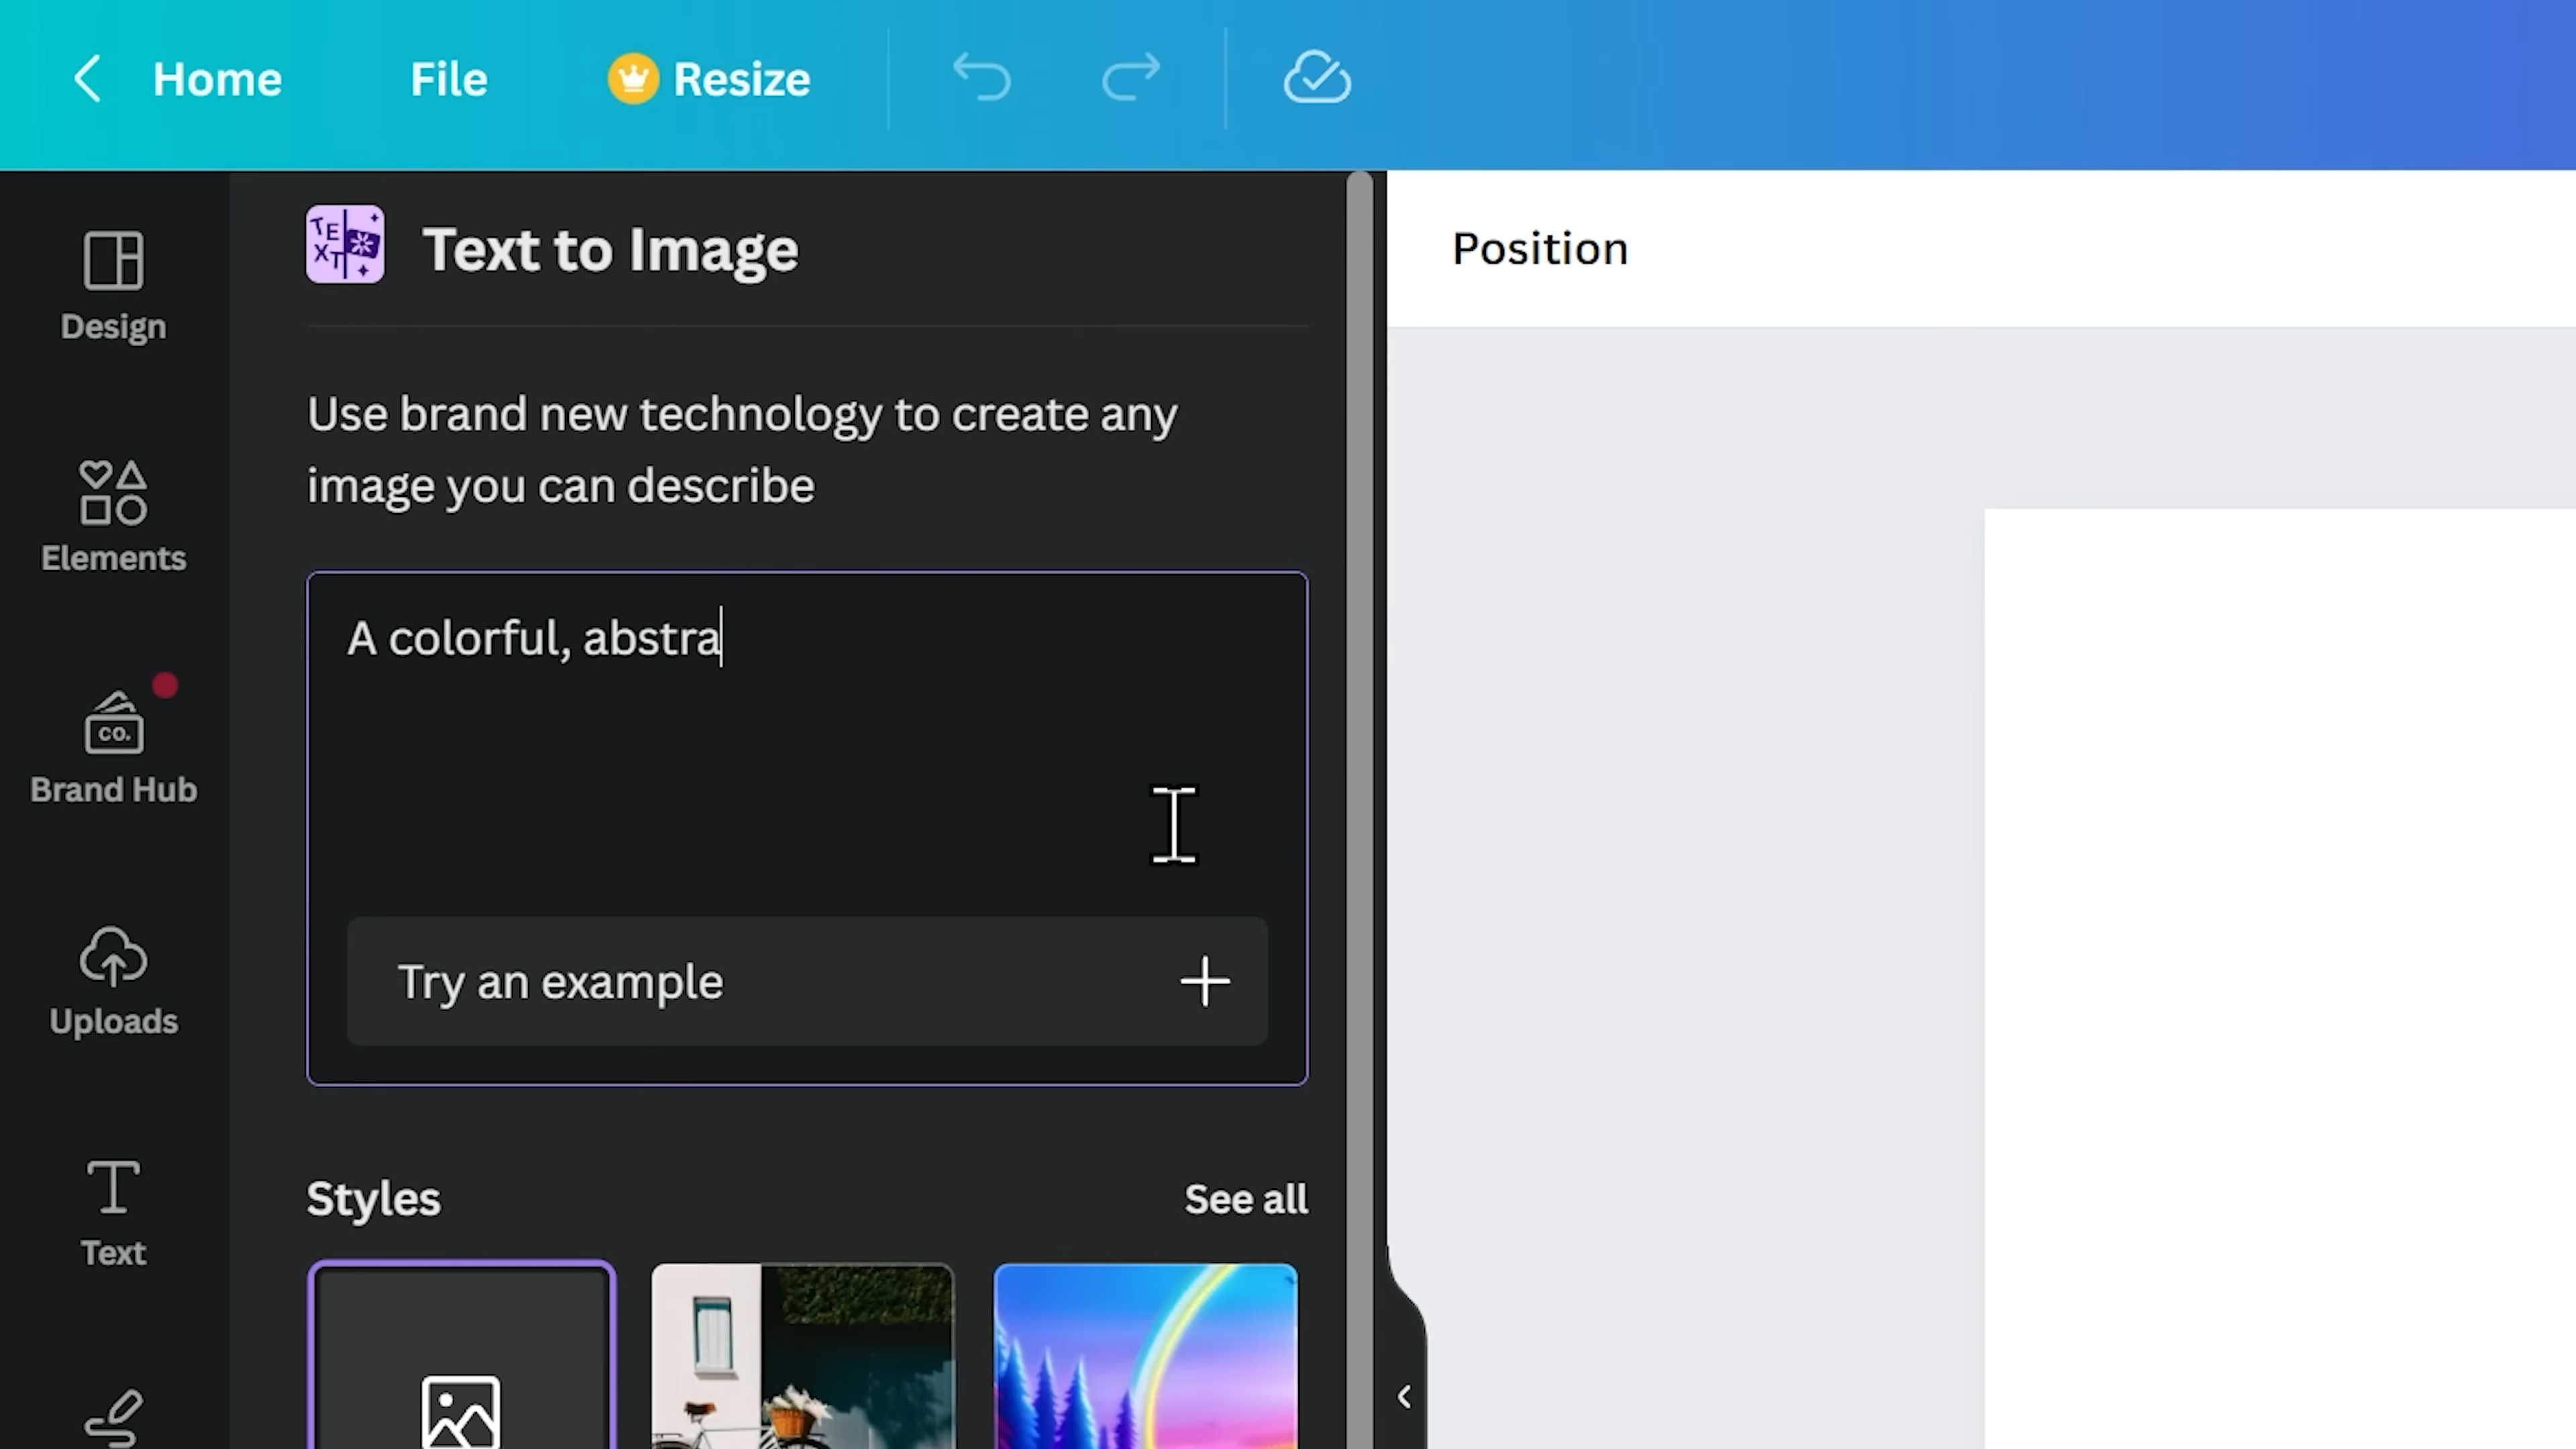 Home File Resize
TEXT
Text to Image
Position
Design
Use brand new technology to create any
image you can describe
Elements
A colorful, abstra
CO.
Brand Hub
Try an example
Uploads
Styles See all
Text